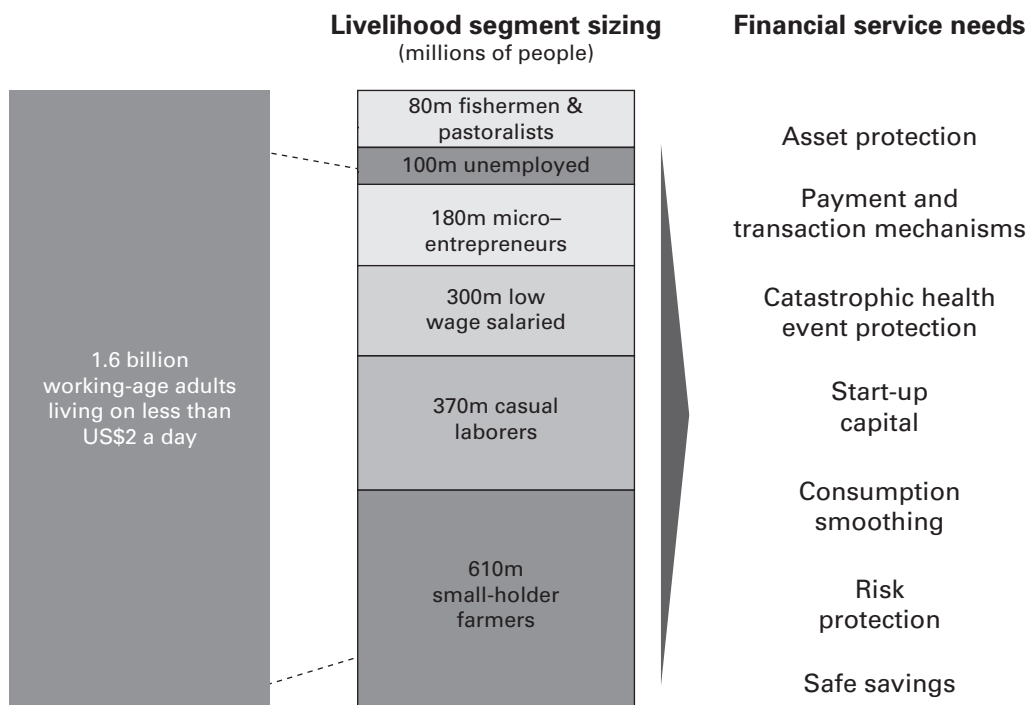 Livelihood segment sizing
(millions of people)
Financial service needs
1.6 billion
working-age adults
living on less than
US$2 a day
80m fishermen &
pastoralists
100m unemployed
180m micro–
entrepreneurs
300m low
wage salaried
370m casual
laborers
610m
small-holder
farmers
Asset protection
Payment and
transaction mechanisms
Catastrophic health
event protection
Start-up
capital
Consumption
smoothing
Risk
protection
Safe savings